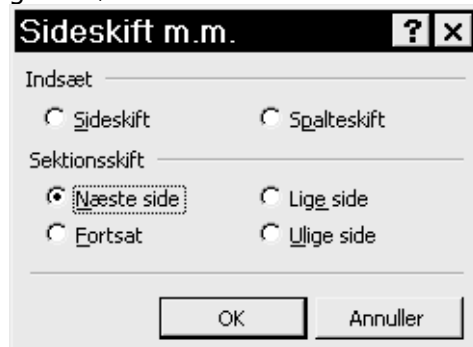 Sideskift m.m.
Indsæt
Sideskift Spalteskift
Sektionsskift
Næste side Lige side
Fortsat Ulige side
OK Annuller